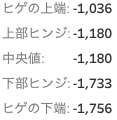 ヒゲの上端: -1,036
上部ヒンジ: -1,180
中央値: -1,180
下部ヒンジ: -1,733
ヒゲの下端: -1,756